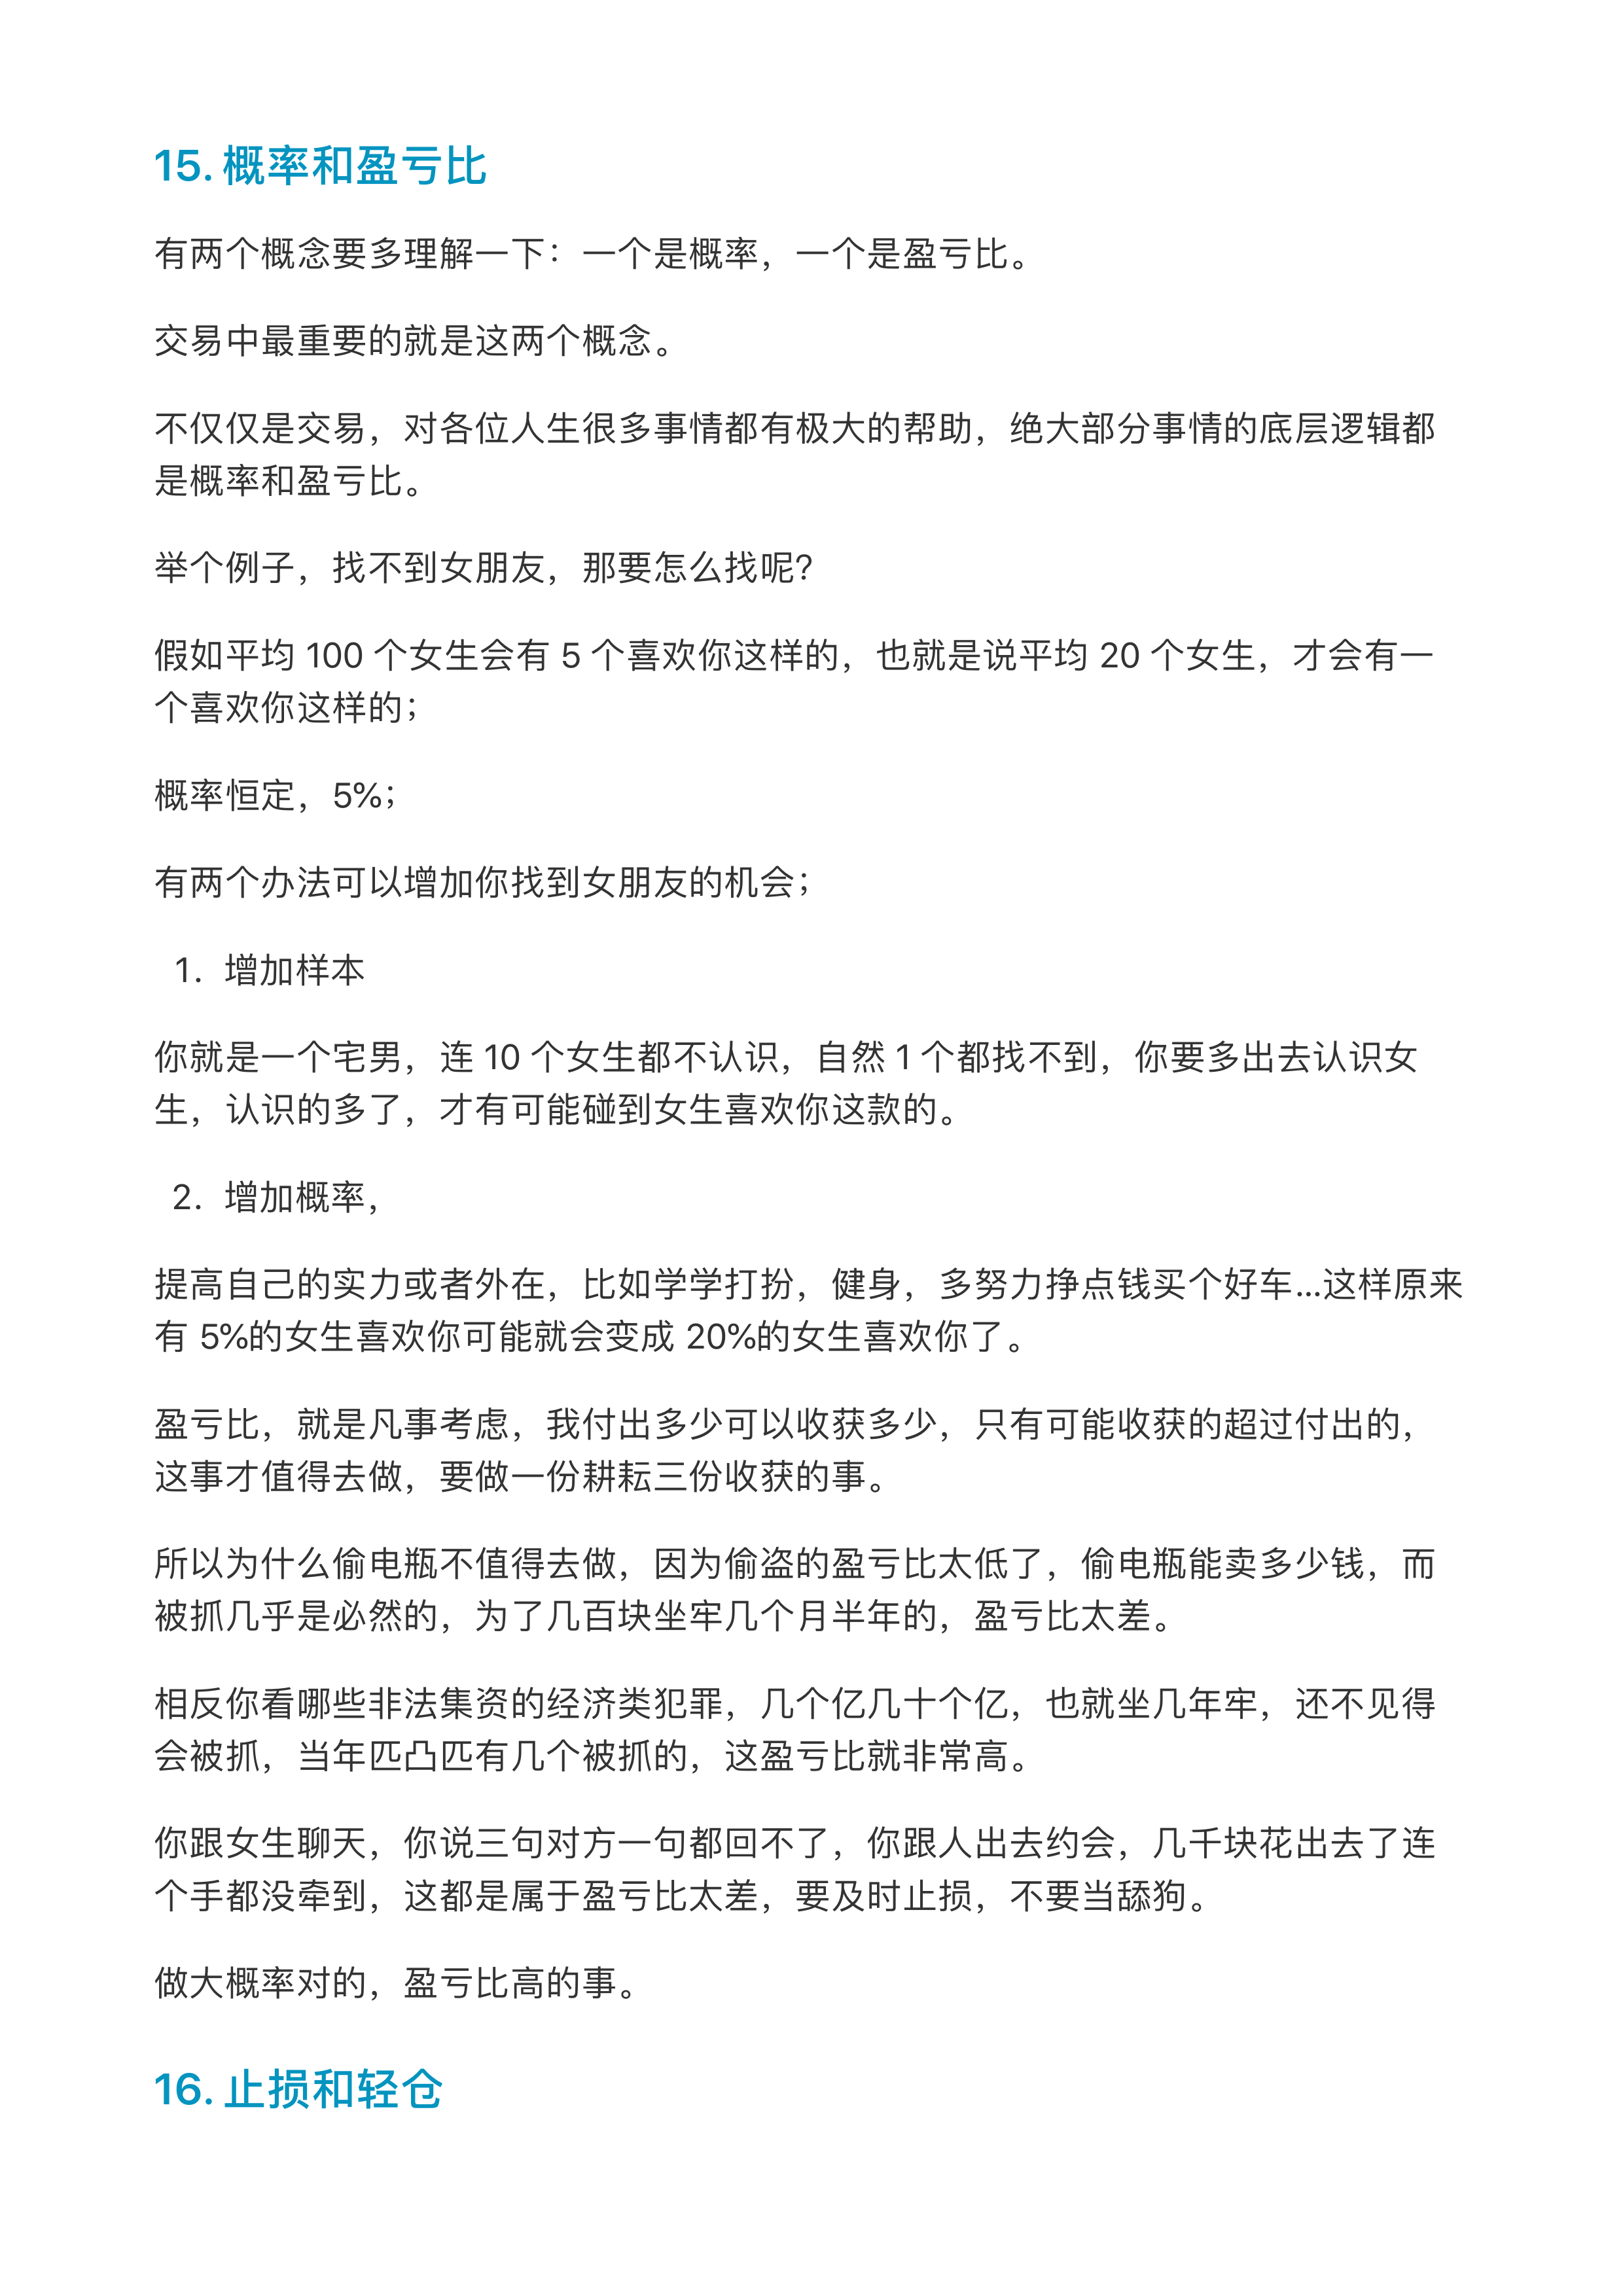 15. 概率和盈亏比
有两个概念要多理解一下：一个是概率，一个是盈亏比。
交易中最重要的就是这两个概念。
不仅仅是交易，对各位人生很多事情都有极大的帮助，绝大部分事情的底层逻辑都
是概率和盈亏比。
举个例子，找不到女朋友，那要怎么找呢?
假如平均 100 个女生会有 5 个喜欢你这样的，也就是说平均 20 个女生，才会有一
个喜欢你这样的；
概率恒定，5%；
有两个办法可以增加你找到女朋友的机会；
1. 增加样本
你就是一个宅男，连 10 个女生都不认识，自然 1 个都找不到，你要多出去认识女
生，认识的多了，才有可能碰到女生喜欢你这款的。
2. 增加概率，
提高自己的实力或者外在，比如学学打扮，健身，多努力挣点钱买个好车...这样原来
有 5%的女生喜欢你可能就会变成 20%的女生喜欢你了。
盈亏比，就是凡事考虑，我付出多少可以收获多少，只有可能收获的超过付出的，
这事才值得去做，要做一份耕耘三份收获的事。
所以为什么偷电瓶不值得去做，因为偷盗的盈亏比太低了，偷电瓶能卖多少钱，而
被抓几乎是必然的，为了几百块坐牢几个月半年的，盈亏比太差。
相反你看哪些非法集资的经济类犯罪，几个亿几十个亿，也就坐几年牢，还不见得
会被抓，当年匹凸匹有几个被抓的，这盈亏比就非常高。
你跟女生聊天，你说三句对方一句都回不了，你跟人出去约会，几千块花出去了连
个手都没牵到，这都是属于盈亏比太差，要及时止损，不要当舔狗。
做大概率对的，盈亏比高的事。
16. 止损和轻仓